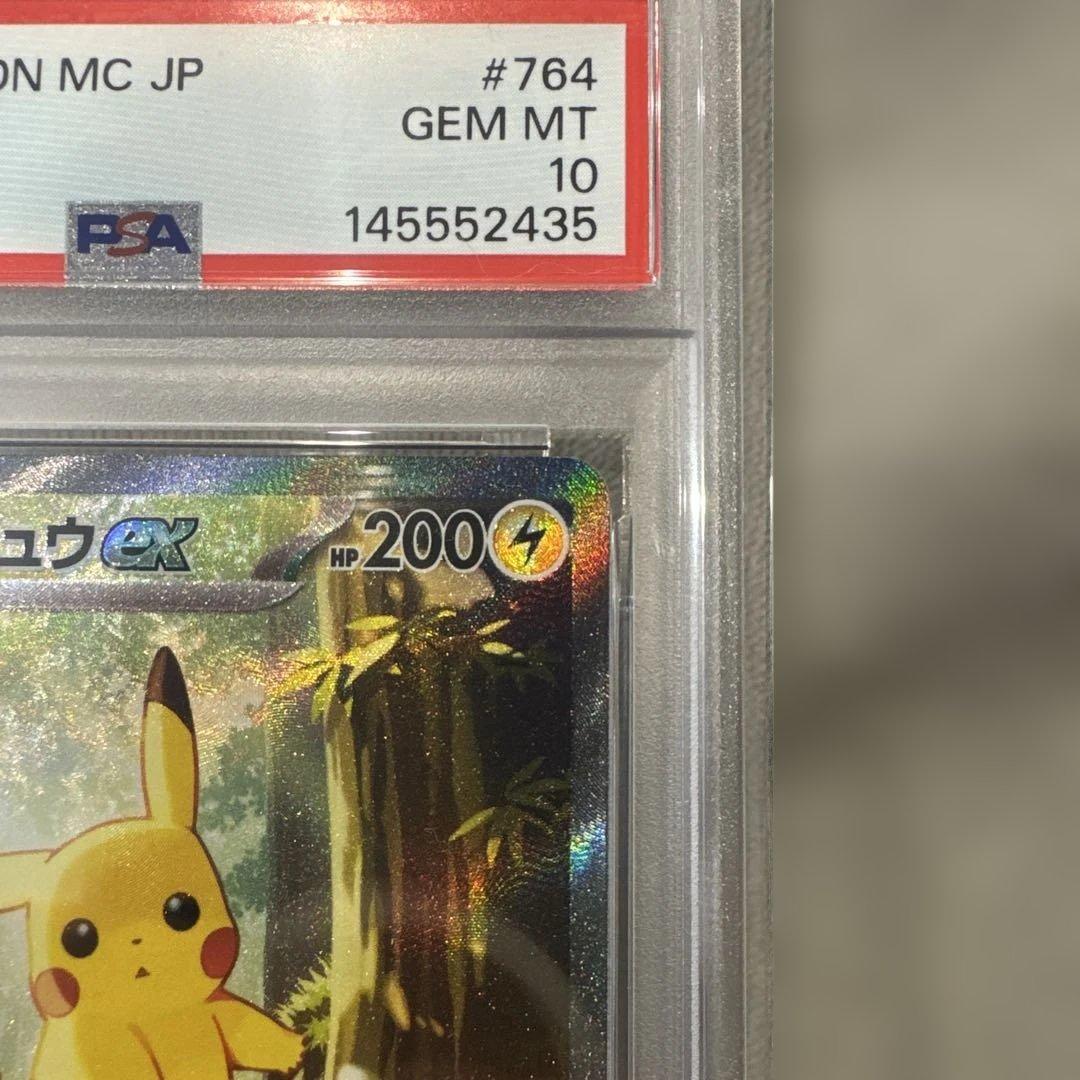 ON MC JP
#764
GEM MT
10
PSA
145552435
ュウex
HP200